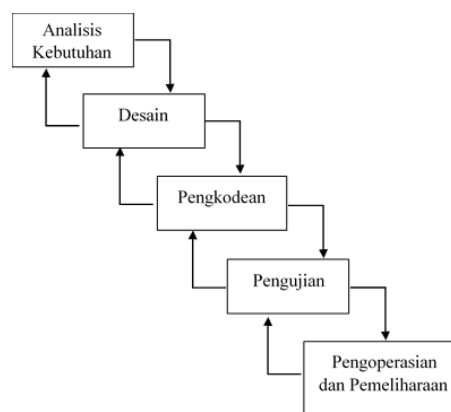 Analisis
Kebutuhan
Desain
Pengkodean
Pengujian
Pengoperasian
dan Pemeliharaan